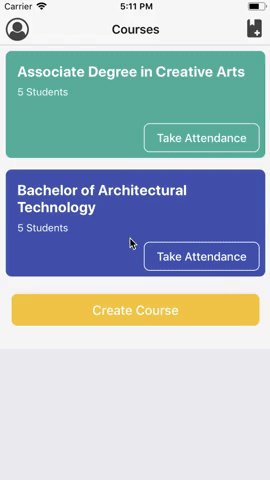 Carrier 5:11 PM
Courses
Associate Degree in Creative Arts
5 Students
Take Attendance
Bachelor of Architectural
Technology
5 Students
Take Attendance
Create Course